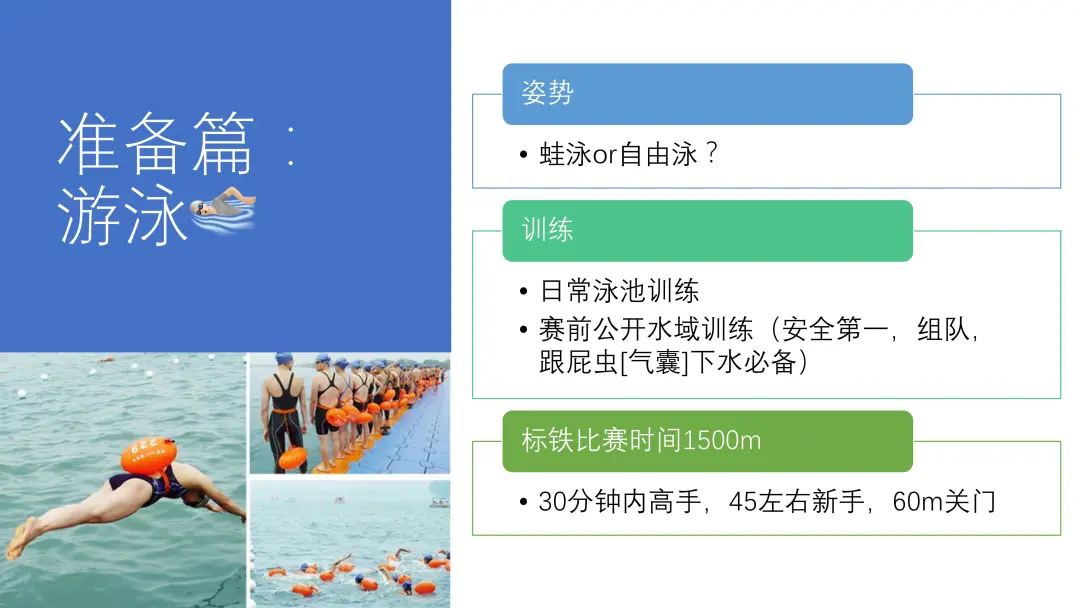 准备篇：
游泳🏊
姿势
• 蛙泳or自由泳？
训练
• 日常泳池训练
• 赛前公开水域训练（安全第一，组队，
跟屁虫[气囊]下水必备）
标铁比赛时间1500m
• 30分钟内高手，45左右新手，60m关门
229